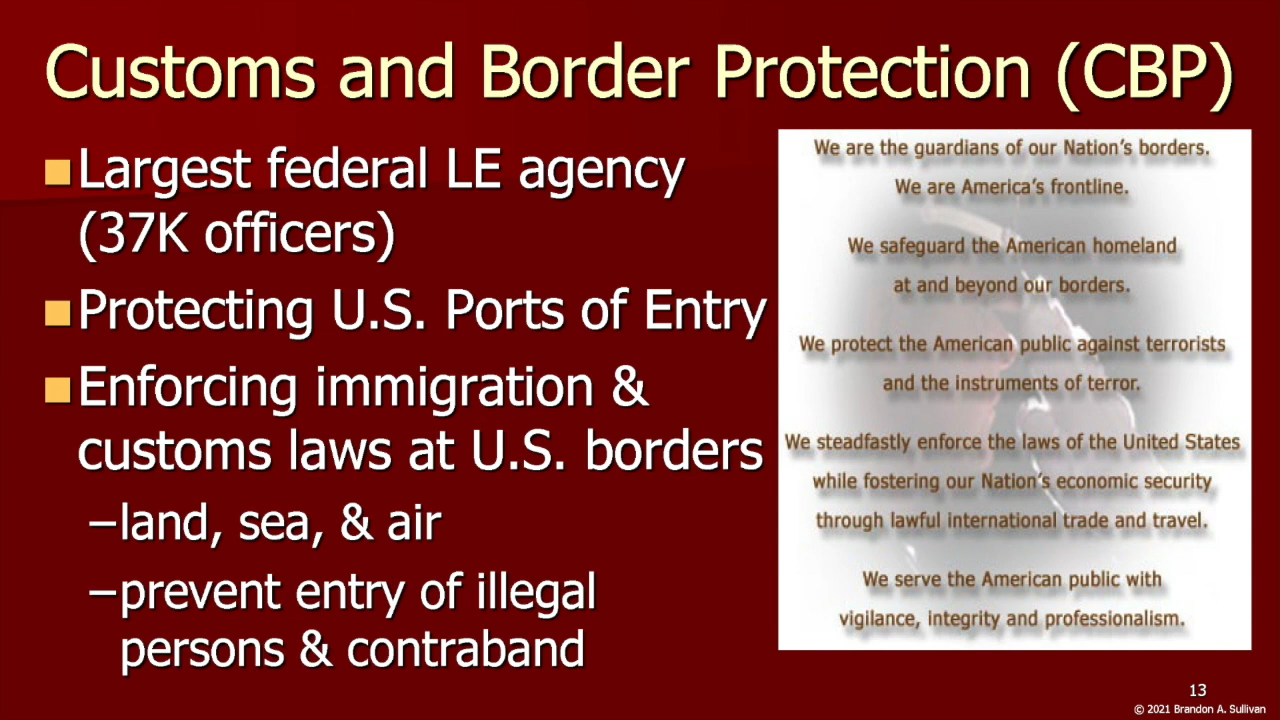 Customs and Border Protection (CBP)
Largest federal LE agency
(37K officers)
Protecting U.S. Ports of Entry
Enforcing immigration &
customs laws at U.S. borders
–land, sea, & air
–prevent entry of illegal
persons & contraband
We are the guardians of our Nation’s borders.
We are America’s frontline.
We safeguard the American homeland
at and beyond our borders.
We protect the American public against terrorists
and the instruments of terror.
We steadfastly enforce the laws of the United States
while fostering our Nation’s economic security
through lawful international trade and travel.
We serve the American public with
vigilance, integrity and professionalism.
13
© 2021 Brandon A. Sullivan